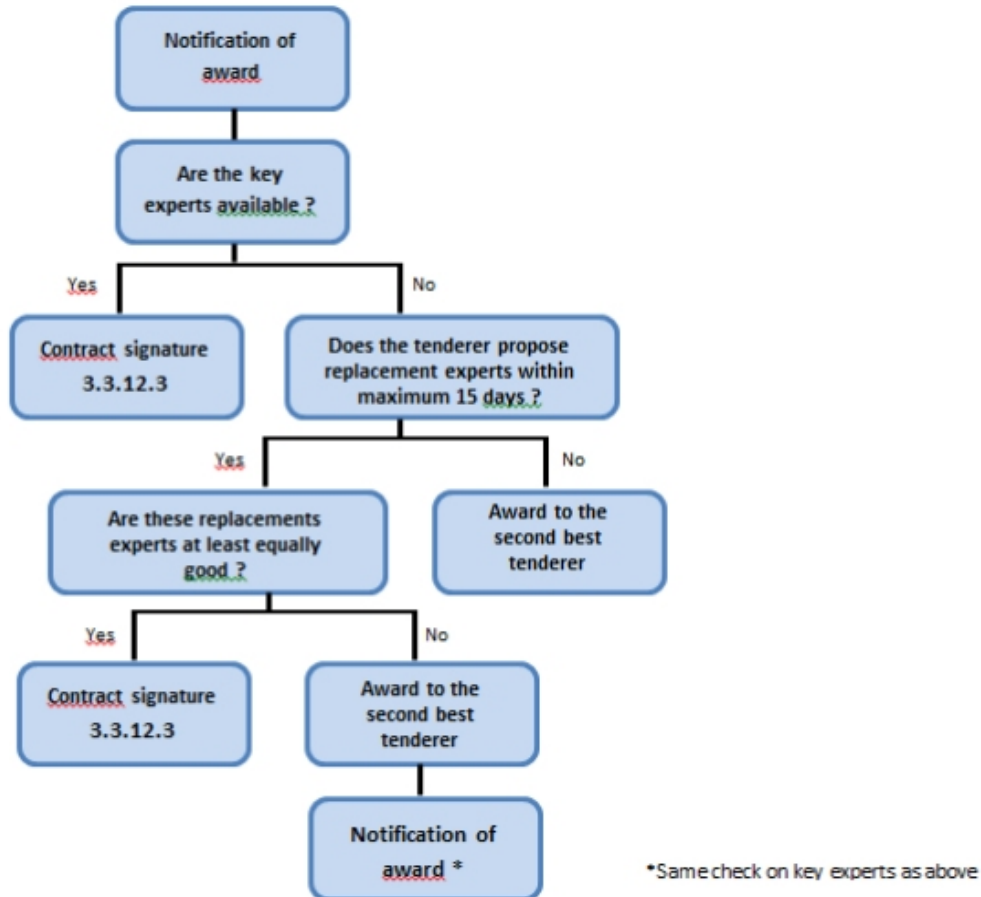 Notification of
award
Are the key
experts available ?
Yes
No
Contract signature
3.3.12.3
Does the tenderer propose
replacement experts within
maximum 15 days ?
Yes
No
Are these replacements
experts at least equally
good ?
Award to the
second best
tenderer
Yes
No
Contract signature
3.3.12.3
Award to the
second best
tenderer
Notification of
award *
*Same check on key experts as above